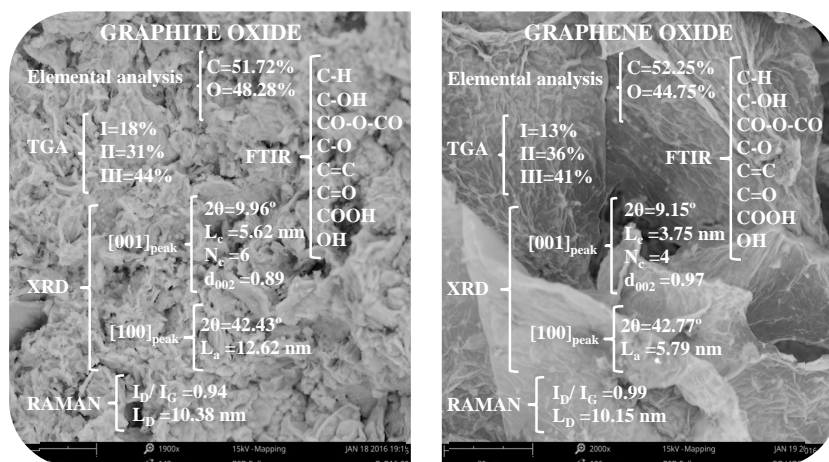 GRAPHITE OXIDE
Elemental analysis
C=51.72%
O=48.28%
TGA
I=18%
II=31%
III=44%
FTIR
C-H
C-OH
CO-O-CO
C-O
C=C
C=O
COOH
OH
XRD
[001]peak
2θ=9.96º
Lc =5.62 nm
Nc =6
d002 =0.89
[100]peak
2θ=42.43º
La =12.62 nm
RAMAN
ID/ IG =0.94
LD =10.38 nm
1900x 15kV -Mapping JAN 18 2016 19:15
GRAPHENE OXIDE
Elemental analysis
C=52.25%
O=44.75%
TGA
I=13%
II=36%
III=41%
FTIR
C-H
C-OH
CO-O-CO
C-O
C=C
C=O
COOH
OH
XRD
[001]peak
2θ=9.15º
Lc =3.75 nm
Nc =4
d002 =0.97
[100]peak
2θ=42.77º
La =5.79 nm
RAMAN
ID/ IG =0.99
LD =10.15 nm
2000x 15kV -Mapping JAN 19 2016